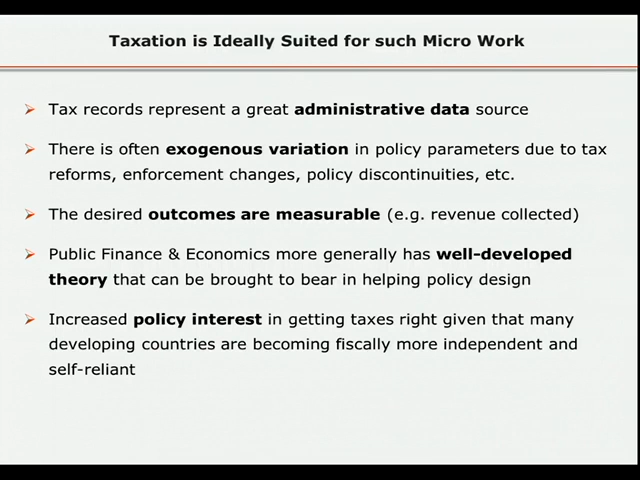 Taxation is Ideally Suited for such Micro Work
Tax records represent a great administrative data source
There is often exogenous variation in policy parameters due to tax
reforms, enforcement changes, policy discontinuities, etc.
The desired outcomes are measurable (e.g. revenue collected)
Public Finance & Economics more generally has well-developed
theory that can be brought to bear in helping policy design
Increased policy interest in getting taxes right given that many
developing countries are becoming fiscally more independent and
self-reliant